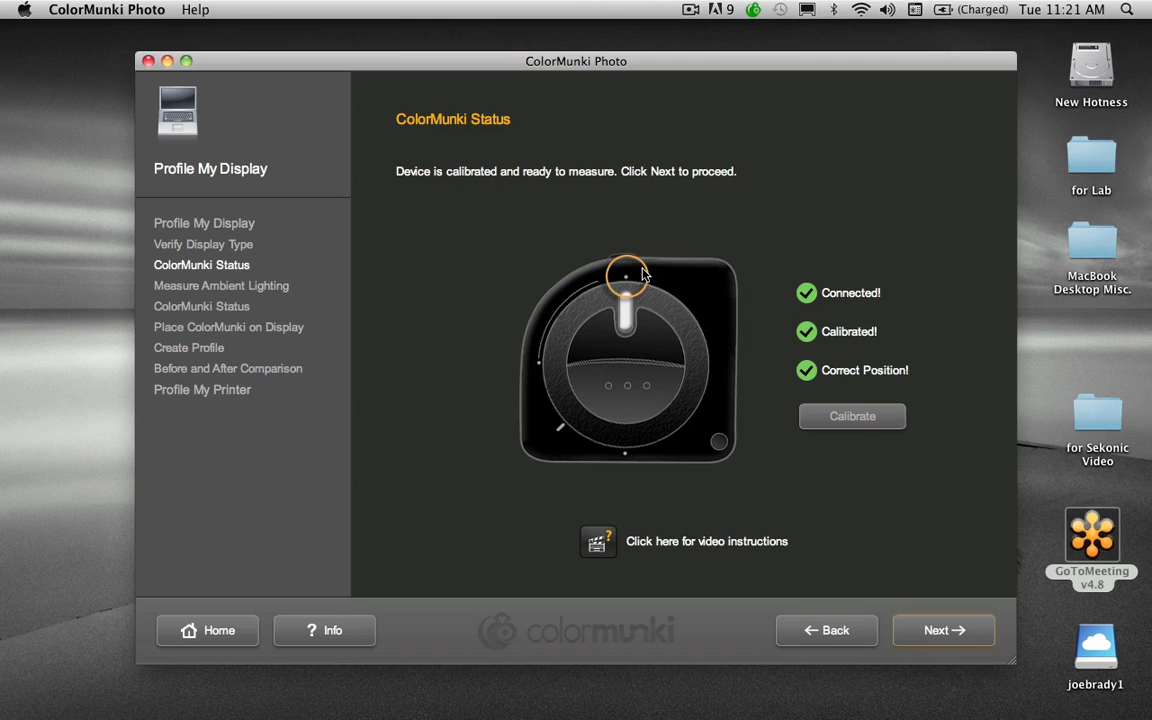 ColorMunki Photo Help
9 (Charged) Tue 11:21 AM
ColorMunki Photo
Profile My Display
Profile My Display
Verify Display Type
ColorMunki Status
Measure Ambient Lighting
ColorMunki Status
Place ColorMunki on Display
Create Profile
Before and After Comparison
Profile My Printer
ColorMunki Status
Device is calibrated and ready to measure. Click Next to proceed.
Connected!
Calibrated!
Correct Position!
Calibrate
? Click here for video instructions
Home
? Info
colormunki
← Back
Next →
New Hotness
for Lab
MacBook
Desktop Misc.
for Sekonic
Video
GoToMeeting
v4.8
joebrady1